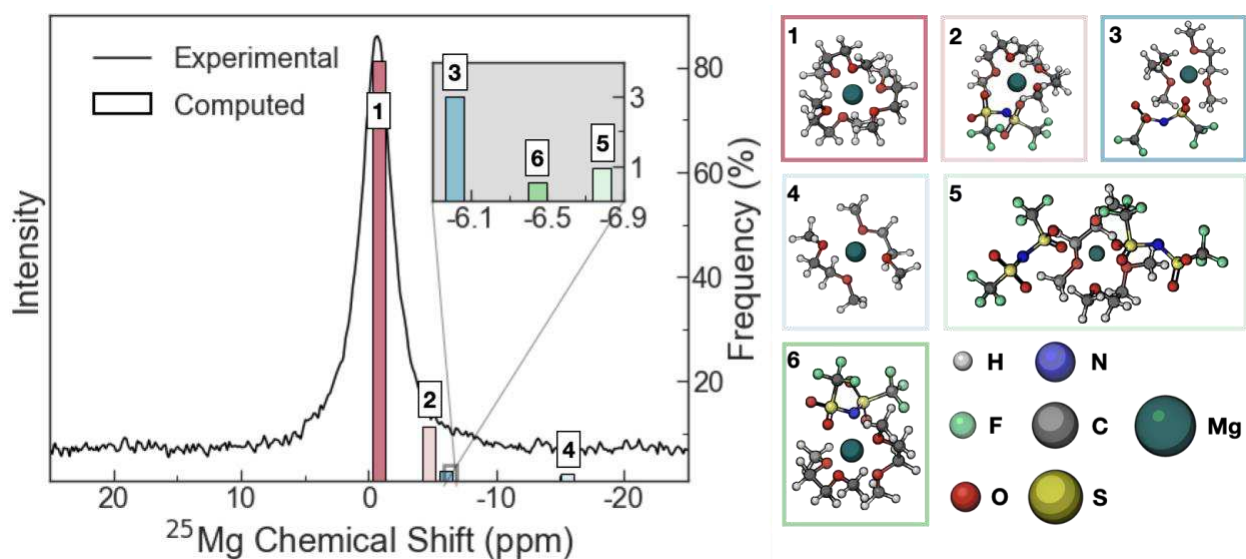 Experimental
Computed
1
2
3
6
5
4
3
1
-6.1
-6.5
-6.9
80
60
40
20
Intensity
Frequency (%)
20
10
0
-10
-20
25Mg Chemical Shift (ppm)
1
2
3
4
5
6
H
N
F
C
Mg
O
S